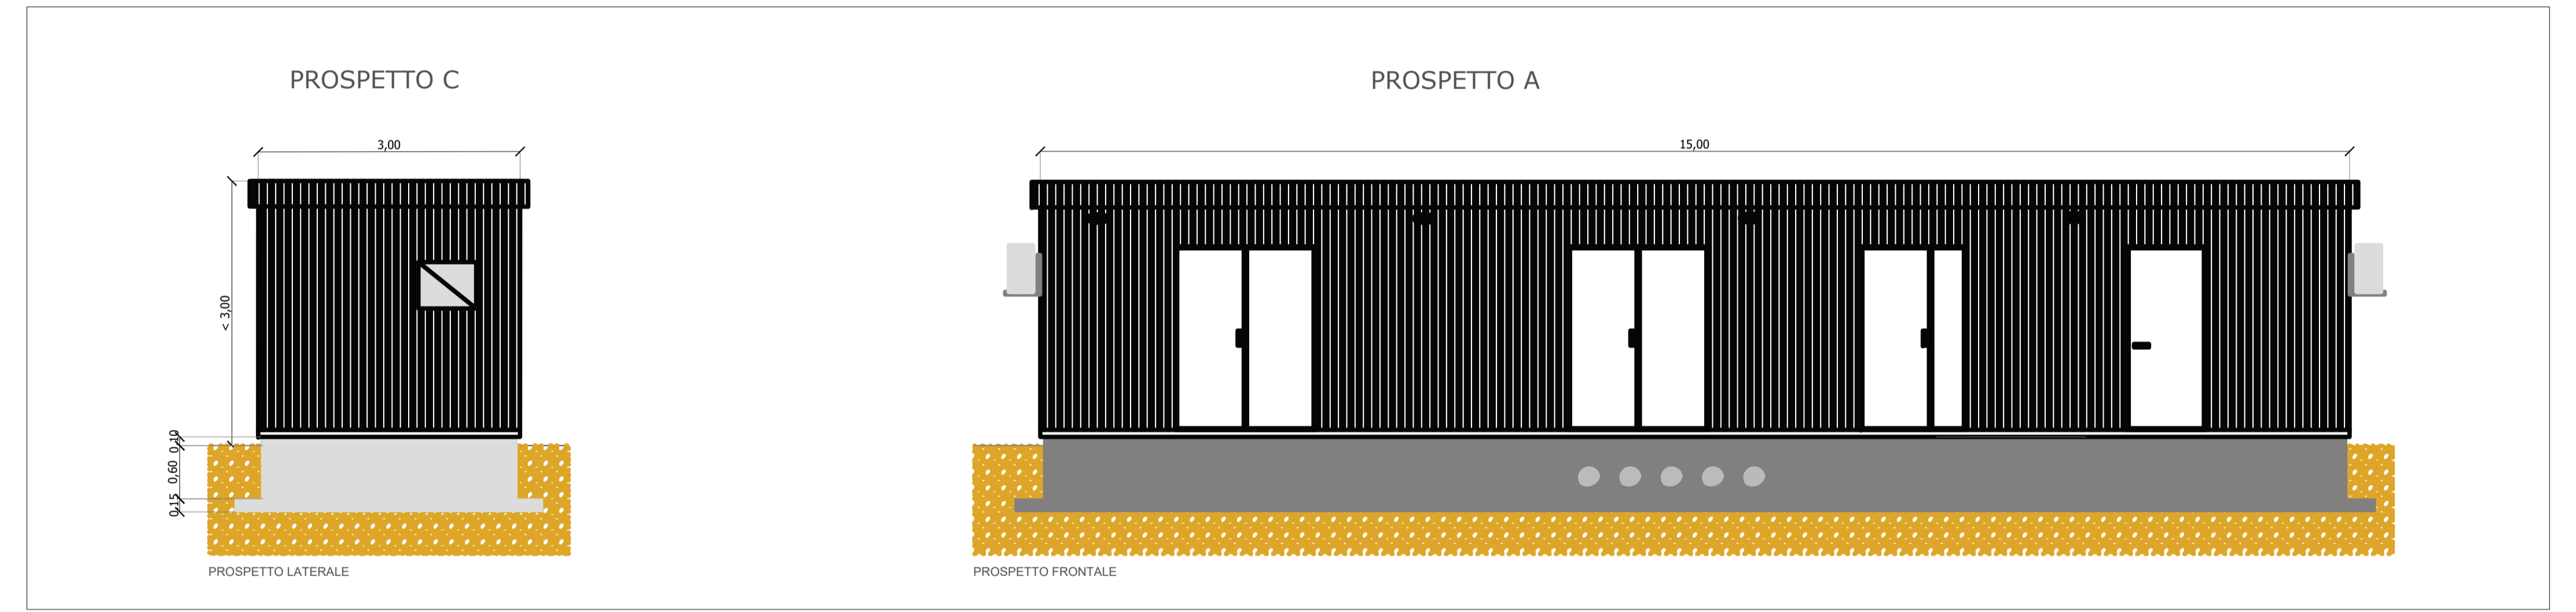 PROSPETTO C
PROSPETTO A
3,00
15,00
< 3,00
0,10
0,60
0,15
PROSPETTO LATERALE
PROSPETTO FRONTALE